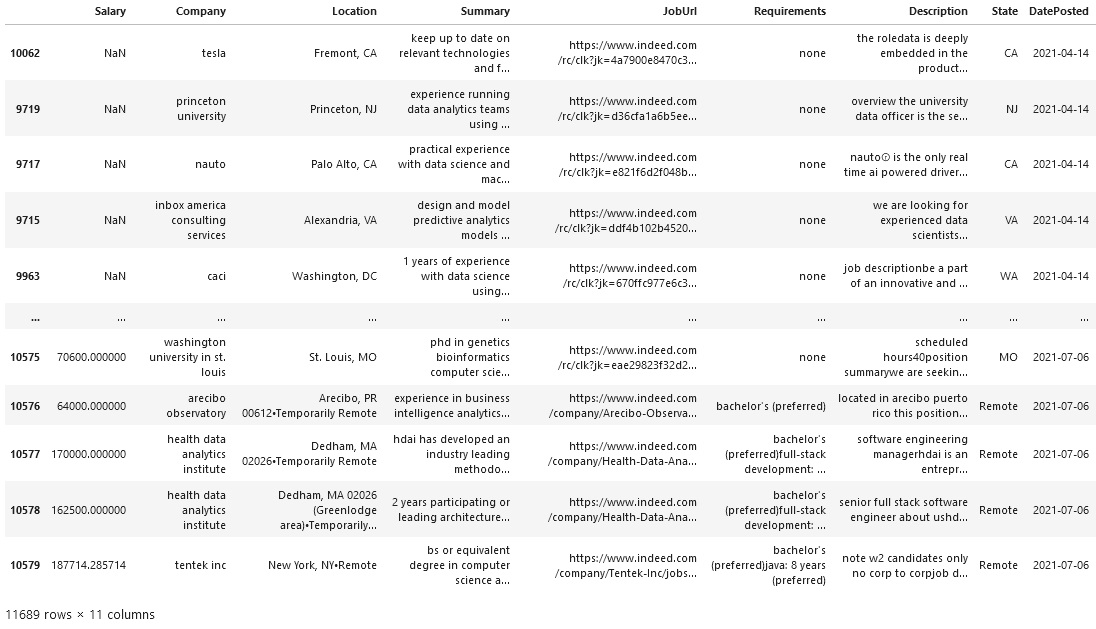 Salary Company Location Summary JobUrl Requirements Description State DatePosted
10062 NaN tesla Fremont, CA keep up to date on relevant technologies and f... https://www.indeed.com /rc/clk?jk=4a7900e8470c3... none the roledata is deeply embedded in the product... CA 2021-04-14
9719 NaN princeton university Princeton, NJ experience running data analytics teams using ... https://www.indeed.com /rc/clk?jk=d36cfa1a6b5ee... none overview the university data officer is the se... NJ 2021-04-14
9717 NaN nauto Palo Alto, CA practical experience with data science and mac... https://www.indeed.com /rc/clk?jk=e821f6d2f048b... none nauto① is the only real time ai powered driver... CA 2021-04-14
9715 NaN inbox america consulting services Alexandria, VA design and model predictive analytics models ... https://www.indeed.com /rc/clk?jk=ddf4b102b4520... none we are looking for experienced data scientists... VA 2021-04-14
9963 NaN caci Washington, DC 1 years of experience with data science using... https://www.indeed.com /rc/clk?jk=670ffc977e6c3... none job descriptionbe a part of an innovative and ... WA 2021-04-14
... ... ... ... ... ... ... ... ... ...
10575 70600.000000 washington university in st. louis St. Louis, MO phd in genetics bioinformatics computer scie... https://www.indeed.com /rc/clk?jk=eae29823f32d2... none scheduled hours40position summarywe are seekin... MO 2021-07-06
10576 64000.000000 arecibo observatory Arecibo, PR 00612•Temporarily Remote experience in business intelligence analytics... https://www.indeed.com /company/Arecibo-Observa... bachelor's (preferred) located in arecibo puerto rico this position... Remote 2021-07-06
10577 170000.000000 health data analytics institute Dedham, MA 02026•Temporarily Remote hdai has developed an industry leading methodo... https://www.indeed.com /company/Health-Data-Ana... bachelor's (preferred)full-stack development: ... software engineering managerhdai is an entrepr... Remote 2021-07-06
10578 162500.000000 health data analytics institute Dedham, MA 02026 (Greenlodge area)•Temporarily... 2 years participating or leading architecture... https://www.indeed.com /company/Health-Data-Ana... bachelor's (preferred)full-stack development: ... senior full stack software engineer about ushd... Remote 2021-07-06
10579 187714.285714 tentek inc New York, NY•Remote bs or equivalent degree in computer science a... https://www.indeed.com /company/Tentek-Inc/jobs... bachelor's (preferred)java: 8 years (preferred) note w2 candidates only no corp to corpjob d... Remote 2021-07-06
11689 rows × 11 columns